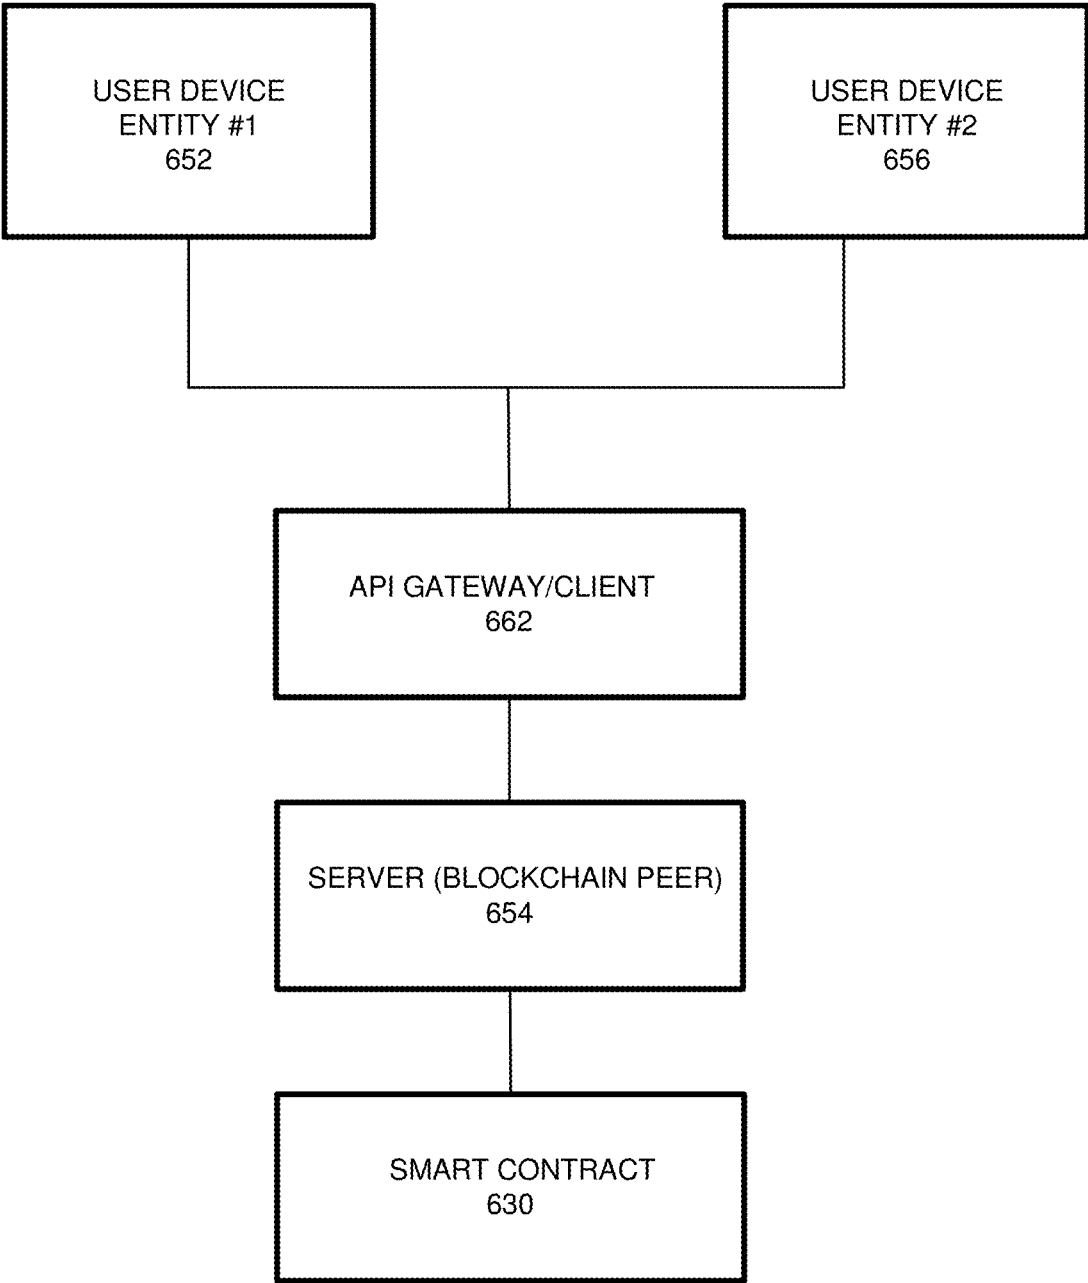 USER DEVICE
ENTITY #1
652
USER DEVICE
ENTITY #2
656
API GATEWAY/CLIENT
662
SERVER (BLOCKCHAIN PEER)
654
SMART CONTRACT
630